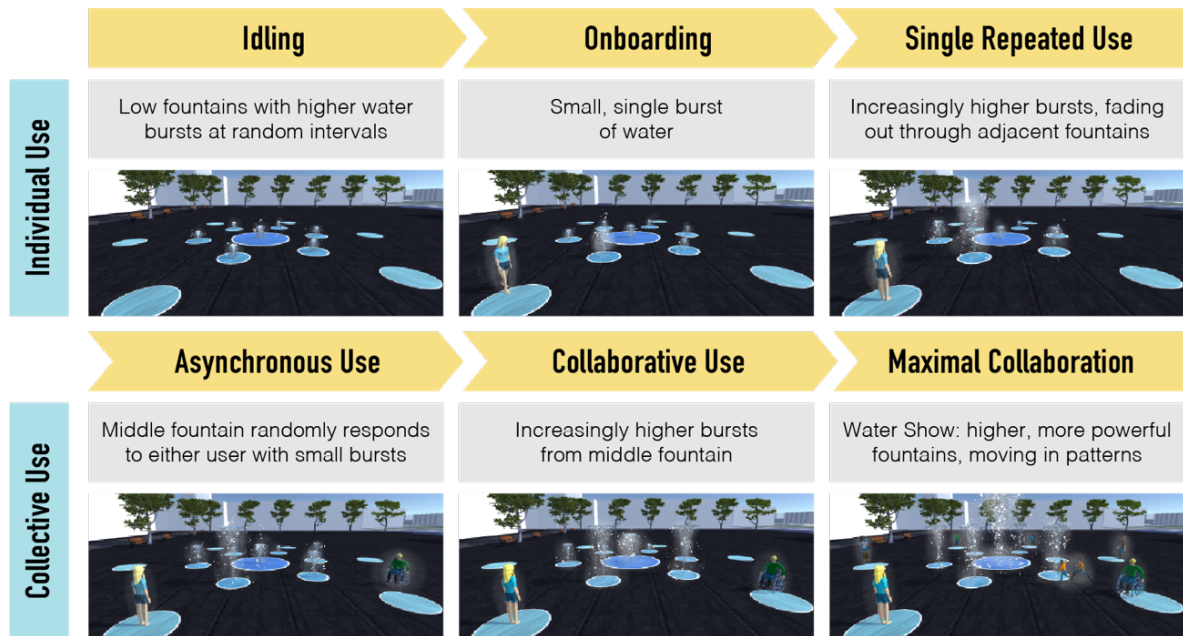 Idling
Onboarding
Single Repeated Use
Individual Use
Low fountains with higher water
bursts at random intervals
Small, single burst
of water
Increasingly higher bursts, fading
out through adjacent fountains
Asynchronous Use
Collaborative Use
Maximal Collaboration
Collective Use
Middle fountain randomly responds
to either user with small bursts
Increasingly higher bursts
from middle fountain
Water Show: higher, more powerful
fountains, moving in patterns